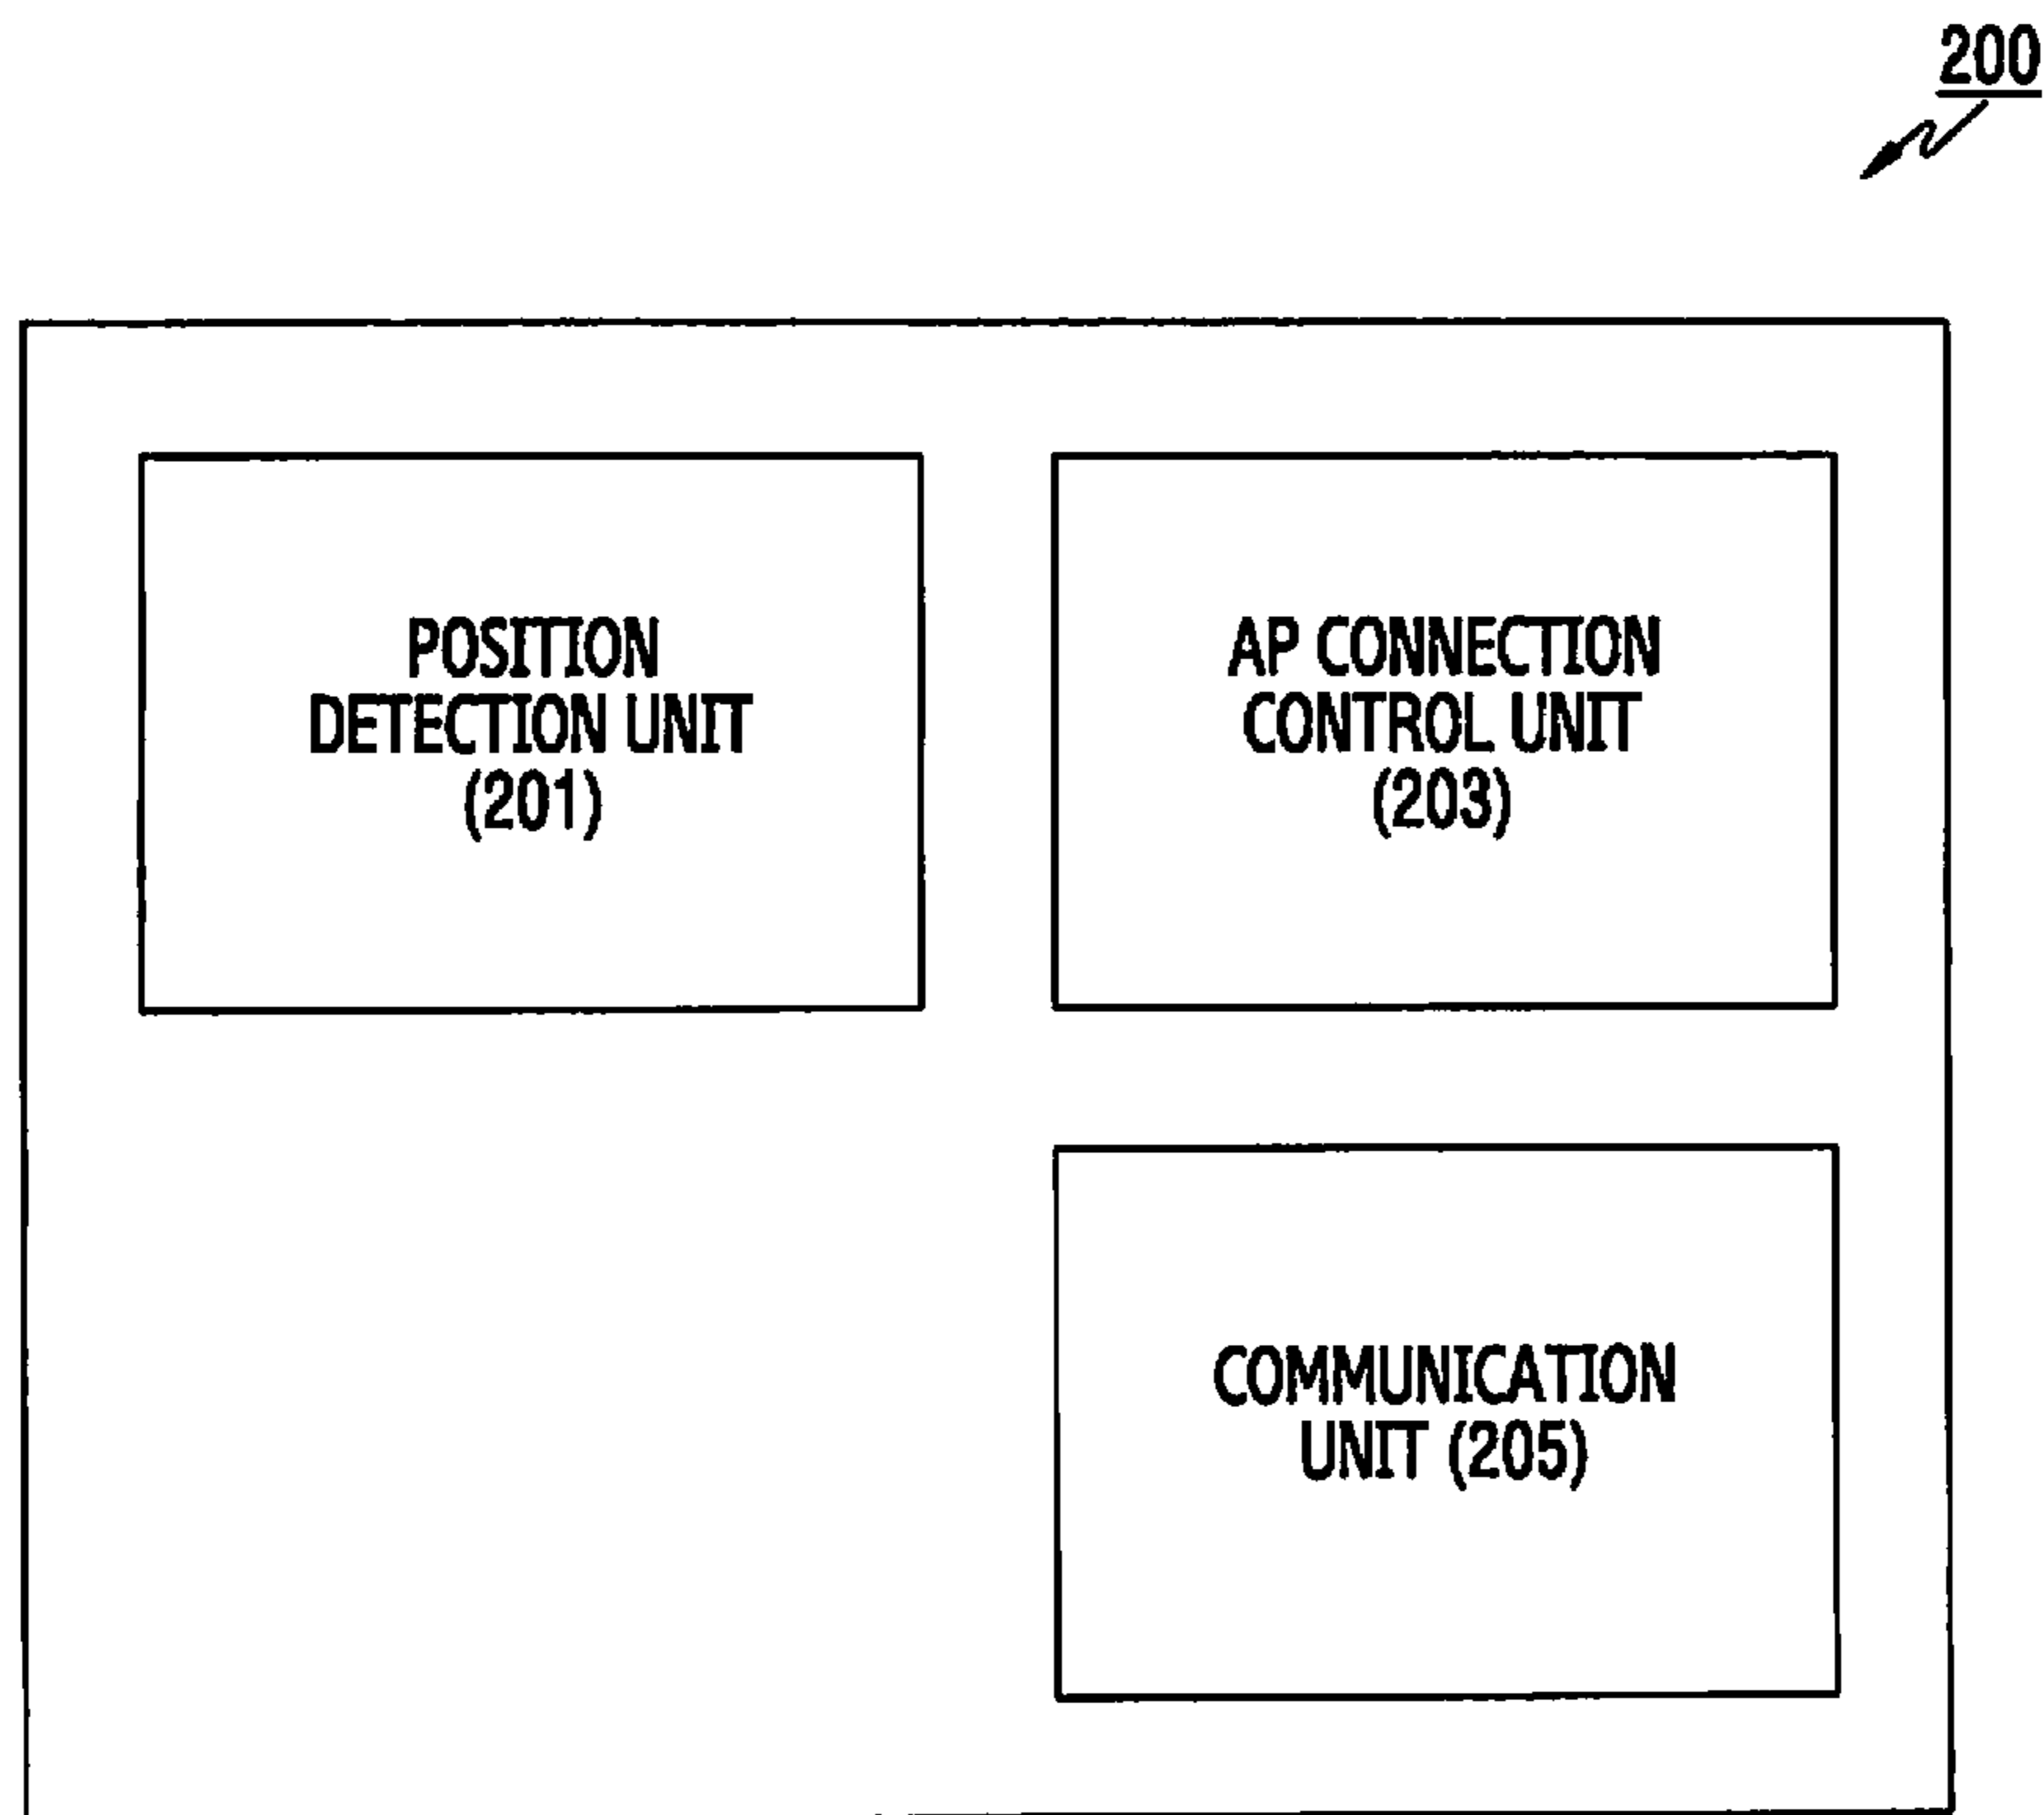 200
POSITION
DETECTION UNIT
(201)
AP CONNECTION
CONTROL UNIT
(203)
COMMUNICATION
UNIT (205)